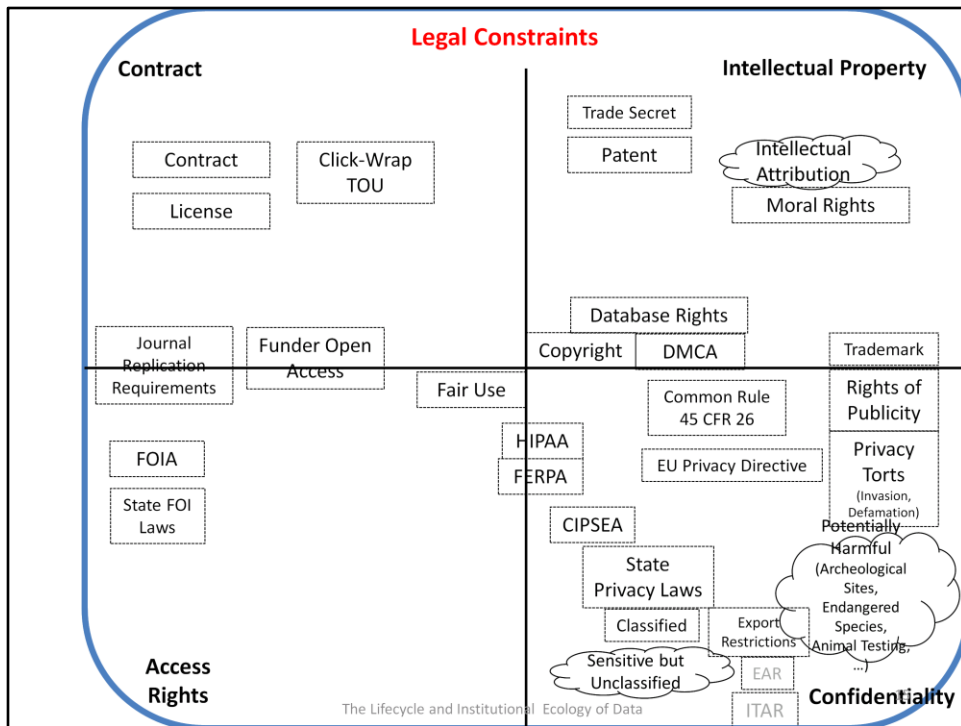 Legal Constraints
Contract
Intellectual Property
Trade Secret
Contract
Click-Wrap
TOU
Patent
Intellectual
Attribution
License
Moral Rights
Database Rights
Journal
Replication
Requirements
Funder Open
Access
Copyright
DMCA
Trademark
Fair Use
Common Rule
45 CFR 26
Rights of
Publicity
HIPAA
FERPA
FOIA
EU Privacy Directive
Privacy
Torts
(Invasion,
Defamation)
State FOI
Laws
CIPSEA
Potentially
Harmful
(Archeological
Sites,
Endangered
Species,
Animal Testing,
…)
State
Privacy Laws
Classified
Export
Restrictions
Sensitive but
Unclassified
EAR
ITAR
Access
Rights
Confidentiality
The Lifecycle and Institutional Ecology of Data